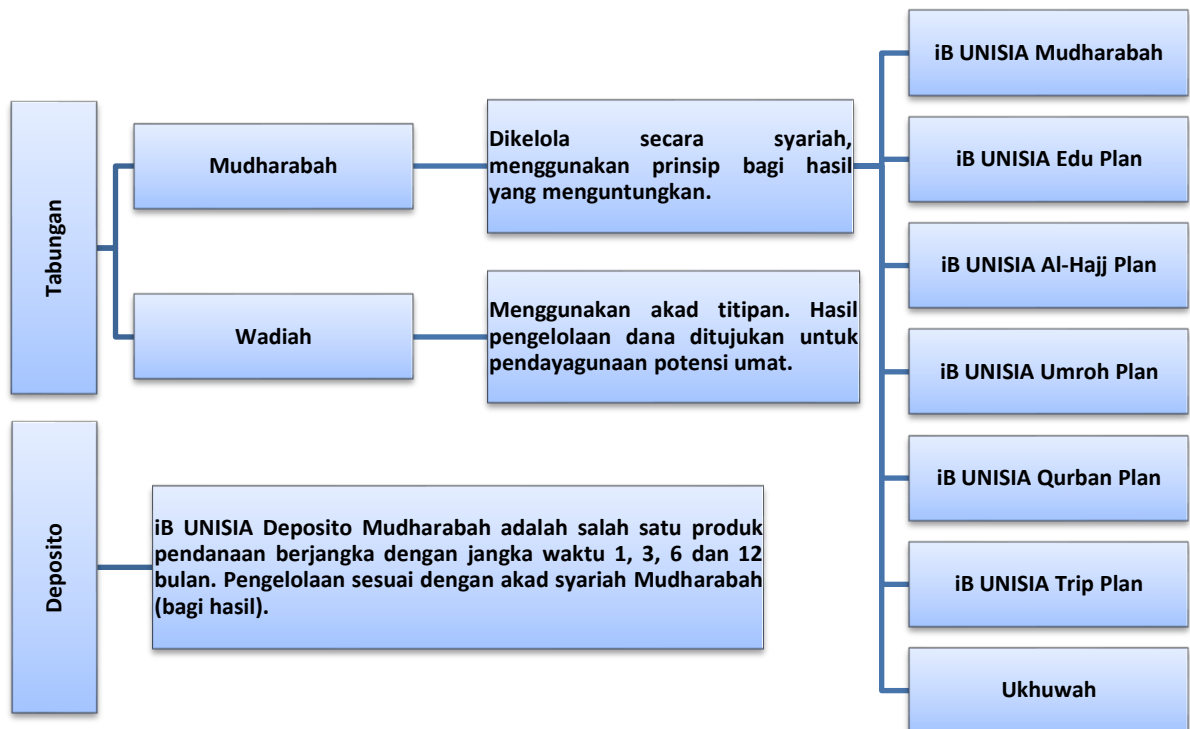 Tabungan
Mudharabah
Dikelola secara syariah,
menggunakan prinsip bagi hasil
yang menguntungkan.
iB UNISIA Mudharabah
iB UNISIA Edu Plan
iB UNISIA Al-Hajj Plan
iB UNISIA Umroh Plan
iB UNISIA Qurban Plan
iB UNISIA Trip Plan
Ukhuwah
Wadiah
Menggunakan akad titipan. Hasil
pengelolaan dana ditujukan untuk
pendayagunaan potensi umat.
Deposito
iB UNISIA Deposito Mudharabah adalah salah satu produk
pendanaan berjangka dengan jangka waktu 1, 3, 6 dan 12
bulan. Pengelolaan sesuai dengan akad syariah Mudharabah
(bagi hasil).